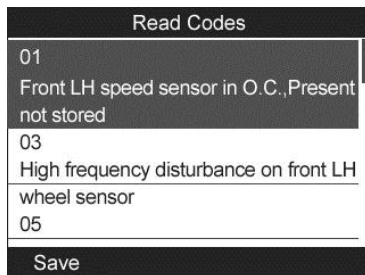 Read Codes
01
Front LH speed sensor in O.C.,Present
not stored
03
High frequency disturbance on front LH
wheel sensor
05
Save